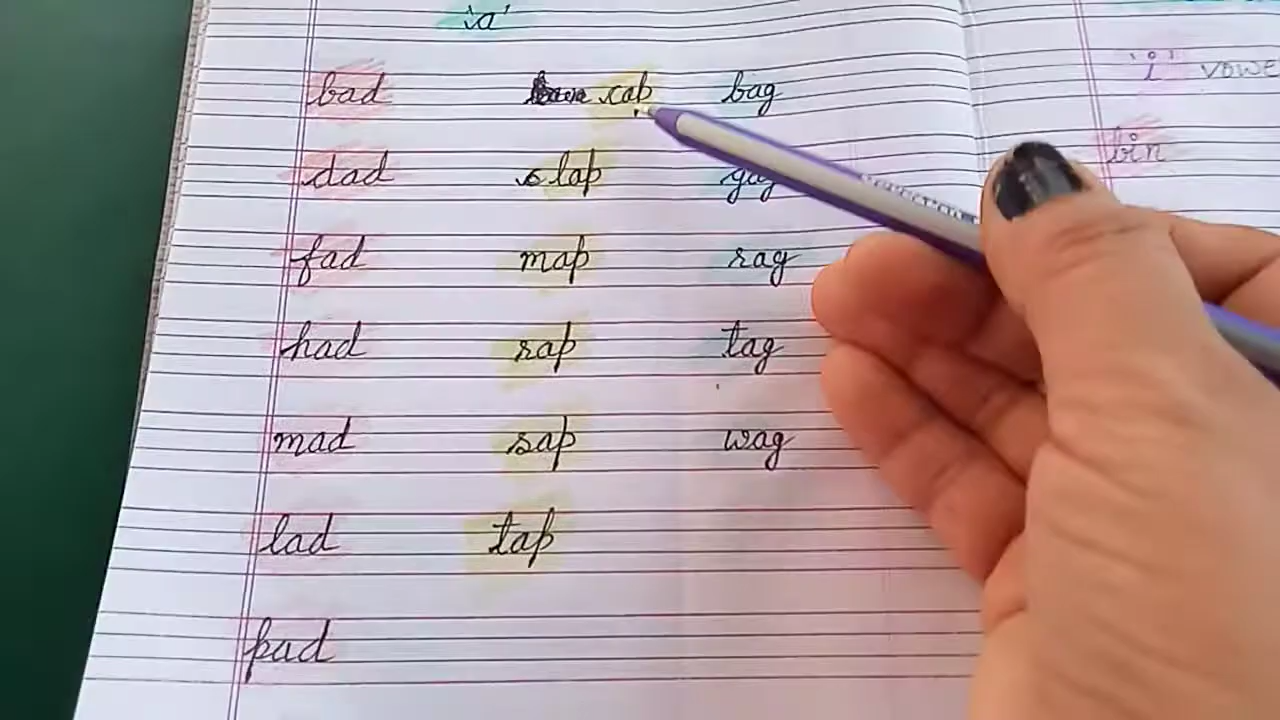 'a'
bad cap bag
dad lap gag
fad map rag
had rap tag
mad sap wag
lad tap
pad
'i' vowe
bin